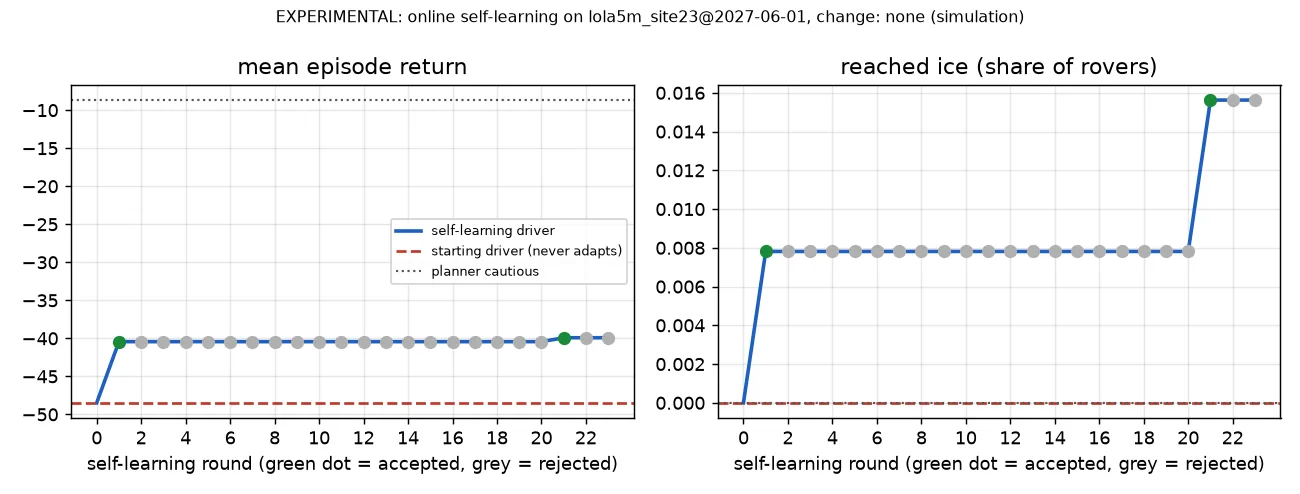 EXPERIMENTAL: online self-learning on lola5m_site23@2027-06-01, change: none (simulation)
mean episode return
−10
−15
−20
−25
−30
−35
−40
−45
−50
self-learning driver
starting driver (never adapts)
planner cautious
0 2 4 6 8 10 12 14 16 18 20 22
self-learning round (green dot = accepted, grey = rejected)
reached ice (share of rovers)
0.016
0.014
0.012
0.010
0.008
0.006
0.004
0.002
0.000
0 2 4 6 8 10 12 14 16 18 20 22
self-learning round (green dot = accepted, grey = rejected)